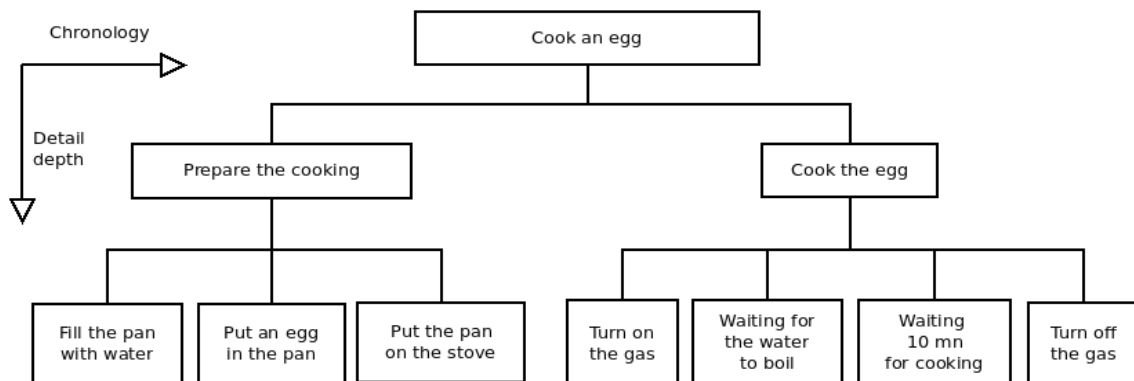 Chronology
Cook an egg
Detail
depth
Prepare the cooking
Cook the egg
Fill the pan
with water
Put an egg
in the pan
Put the pan
on the stove
Turn on
the gas
Waiting for
the water
to boil
Waiting
10 mn
for cooking
Turn off
the gas